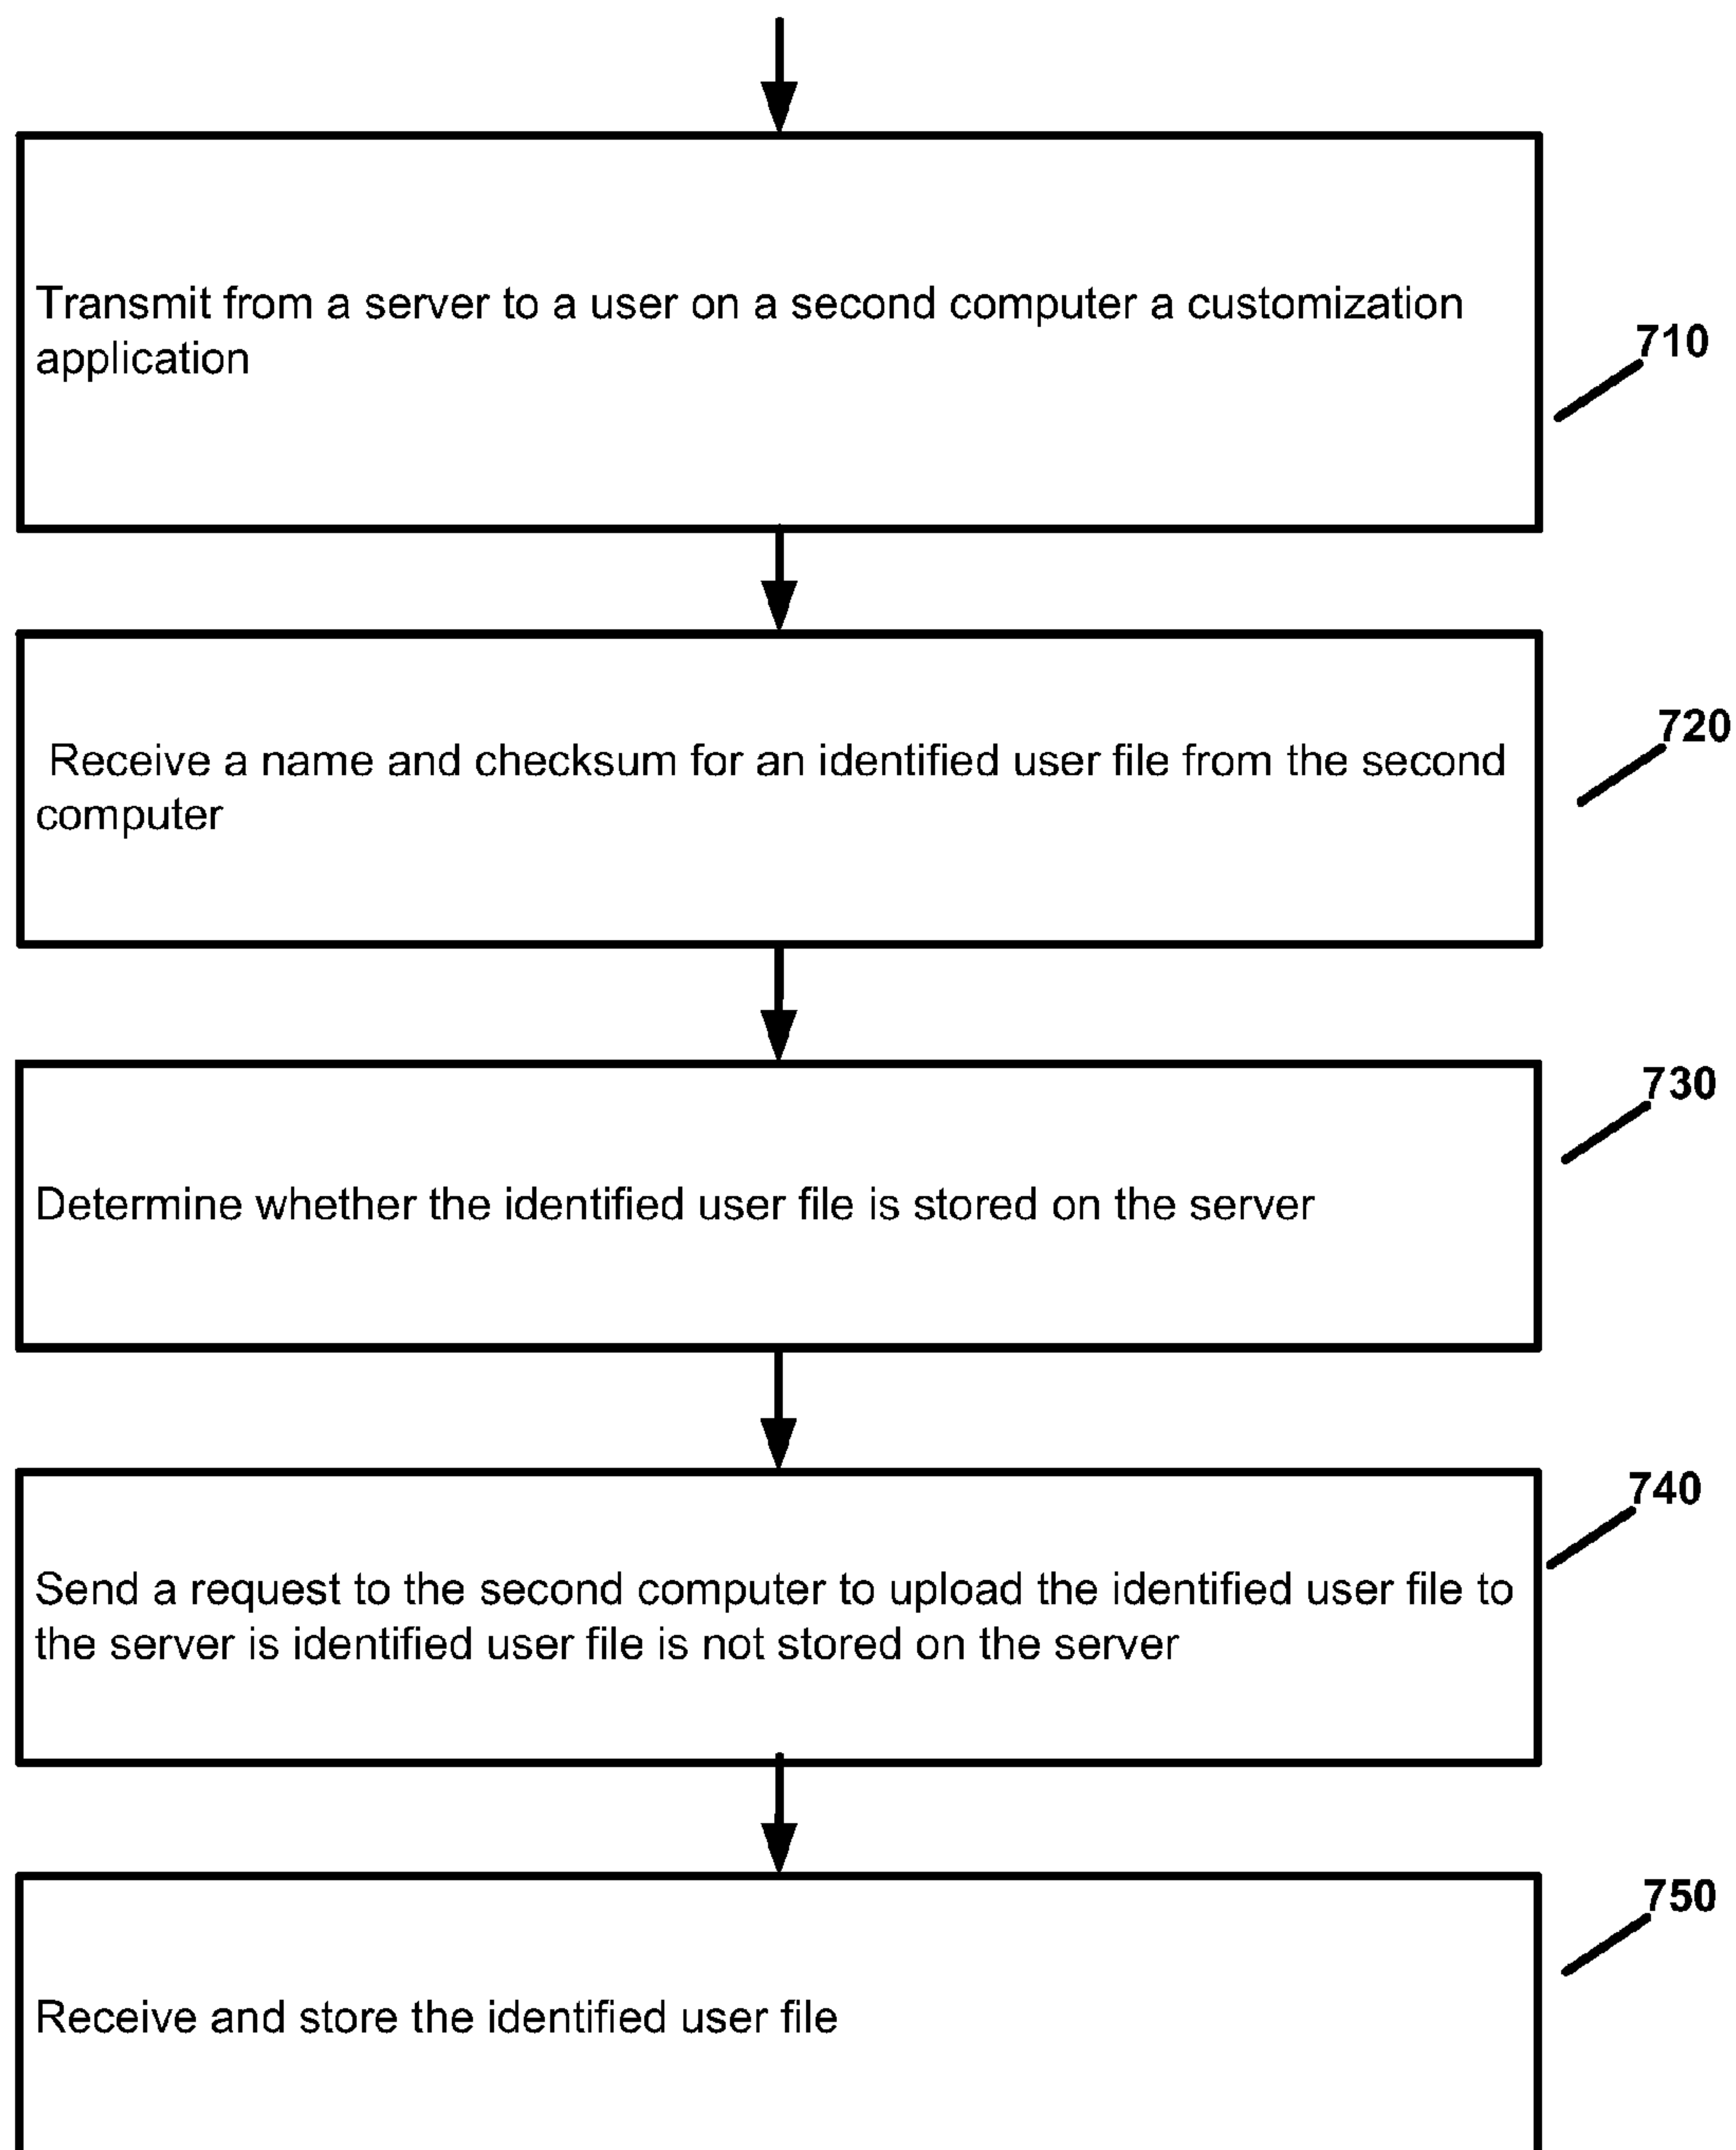 Transmit from a server to a user on a second computer a customization
application
710
Receive a name and checksum for an identified user file from the second
computer
720
730
Determine whether the identified user file is stored on the server
740
Send a request to the second computer to upload the identified user file to
the server is identified user file is not stored on the server
750
Receive and store the identified user file